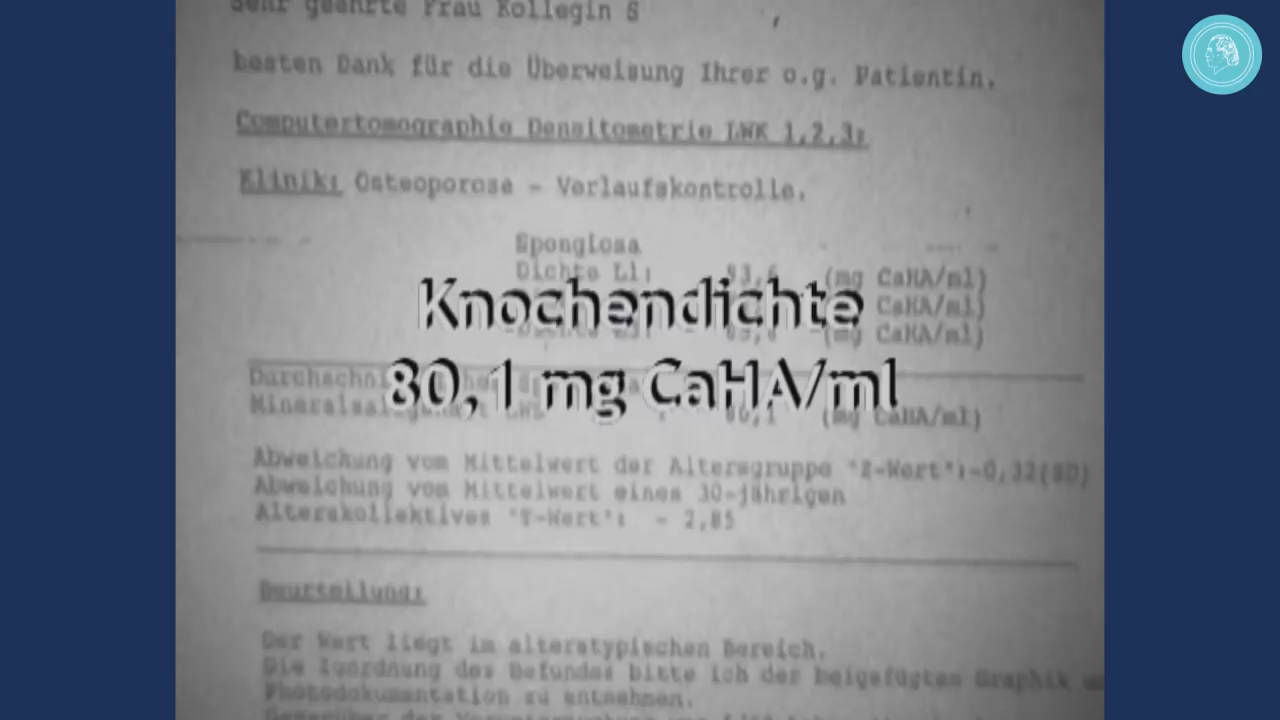 Sehr geehrte Frau Kollegin S
besten Dank für die Überweisung Ihrer o.g. Patientin.
Computertomographie Densitometrie LWK 1,2,3:
Klinik: Osteoporose - Verlaufskontrolle.
Spongiosa
Dichte L1: (mg CaHA/ml)
Knochendichte
(mg CaHA/ml)
(mg CaHA/ml)
80,1 mg CaHA/ml
80,1 (mg CaHA/ml)
Abweichung vom Mittelwert der Altersgruppe "Z-Wert":-0,32(SD)
Abweichung vom Mittelwert eines 30-jährigen
Alterskollektives "T-Wert": - 2,85
Beurteilung:
Der Wert liegt im alterstypischen Bereich.
Die Zuordnung des Befundes bitte ich der beigefügten Graphik
Photodokumentation zu entnehmen.